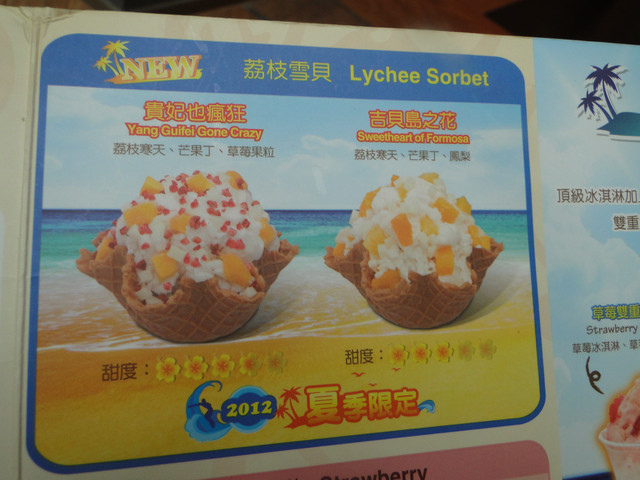 NEW 荔枝雪貝 Lychee Sorbet
貴妃也瘋狂
Yang Guifei Gone Crazy
荔枝寒天、芒果丁、草莓果粒
甜度：
吉貝島之花
Sweetheart of Formosa
荔枝寒天、芒果丁、鳳梨
甜度：
2012 夏季限定
頂級冰淇淋加
雙重
草莓雙重
Strawberry
草莓冰淇淋、草
Strawberry